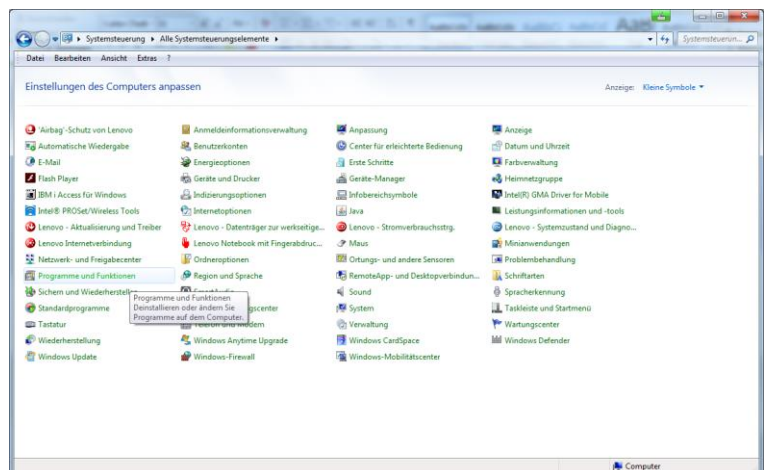 Systemsteuerung ▸ Alle Systemsteuerungselemente ▸
Systemsteuerun...
Datei Bearbeiten Ansicht Extras ?
Einstellungen des Computers anpassen
Anzeige: Kleine Symbole
'Airbag'-Schutz von Lenovo
Anmeldeinformationsverwaltung
Anpassung
Anzeige
Automatische Wiedergabe
Benutzerkonten
Center für erleichterte Bedienung
Datum und Uhrzeit
E-Mail
Energieoptionen
Erste Schritte
Farbverwaltung
Flash Player
Geräte und Drucker
Geräte-Manager
Heimnetzgruppe
IBM i Access für Windows
Indizierungsoptionen
Infobereichsymbole
Intel(R) GMA Driver for Mobile
Intel® PROSet/Wireless Tools
Internetoptionen
Java
Leistungsinformationen und -tools
Lenovo - Aktualisierung und Treiber
Lenovo - Datenträger zur werkseitige...
Lenovo - Stromverbrauchsstrg.
Lenovo - Systemzustand und Diagno...
Lenovo Internetverbindung
Lenovo Notebook mit Fingerabdruc...
Maus
Minianwendungen
Netzwerk- und Freigabecenter
Ordneroptionen
Ortungs- und andere Sensoren
Problembehandlung
Programme und Funktionen
Region und Sprache
RemoteApp- und Desktopverbindun...
Schriftarten
Sichern und Wiederherstellen
Sound
Spracherkennung
Programme und Funktionen
Deinstallieren oder ändern Sie
Programme auf dem Computer.
Standardprogramme
System
Taskleiste und Startmenü
Tastatur
Telefon und Modem
Verwaltung
Wartungscenter
Wiederherstellung
Windows Anytime Upgrade
Windows CardSpace
Windows Defender
Windows Update
Windows-Firewall
Windows-Mobilitätscenter
Computer